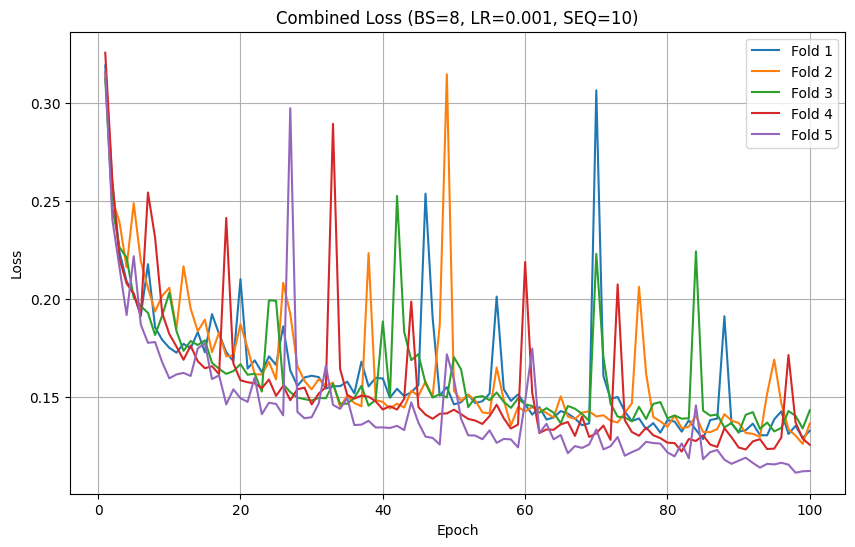 Combined Loss (BS=8, LR=0.001, SEQ=10)
Fold 1
Fold 2
Fold 3
Fold 4
Fold 5
Loss
0.30
0.25
0.20
0.15
0
20
40
60
80
100
Epoch